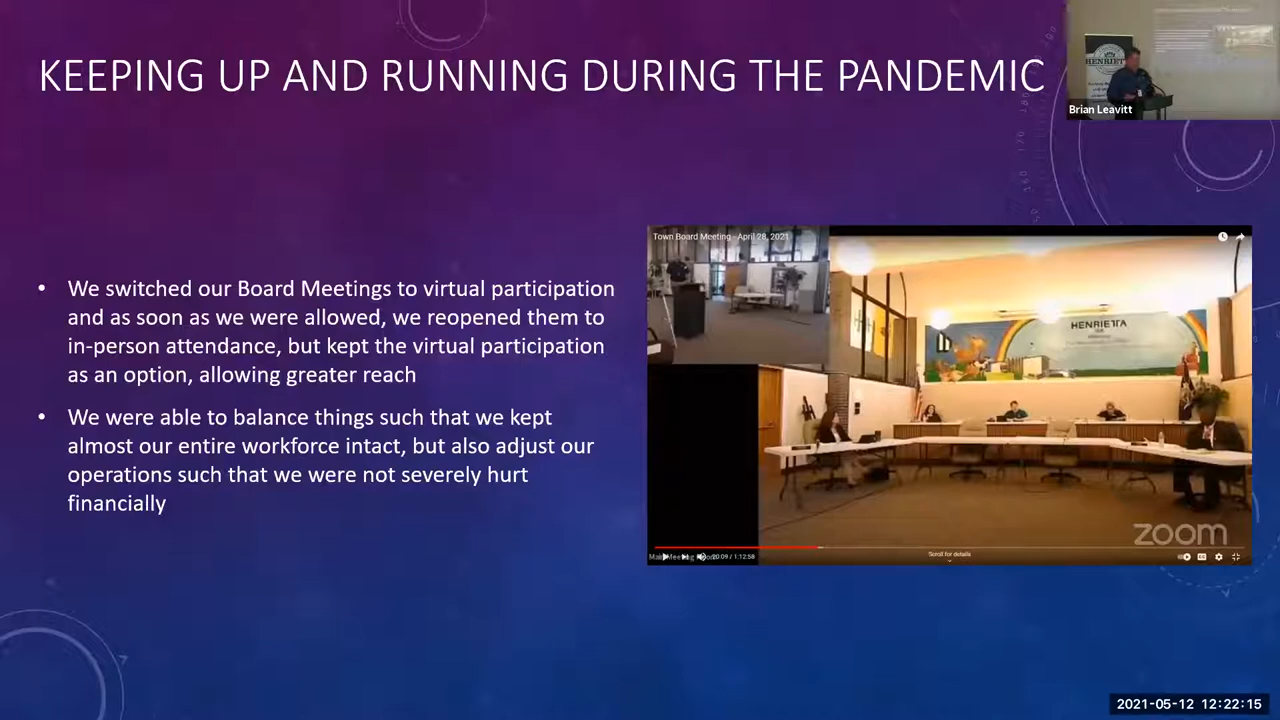 KEEPING UP AND RUNNING DURING THE PANDEMIC
HENRIET
Brian Leavitt
• We switched our Board Meetings to virtual participation
and as soon as we were allowed, we reopened them to
in-person attendance, but kept the virtual participation
as an option, allowing greater reach
• We were able to balance things such that we kept
almost our entire workforce intact, but also adjust our
operations such that we were not severely hurt
financially
Town Board Meeting - April 28, 2021
HENRIETTA
zoom
Scroll for details
20:09 / 1:12:58
2021-05-12 12:22:15